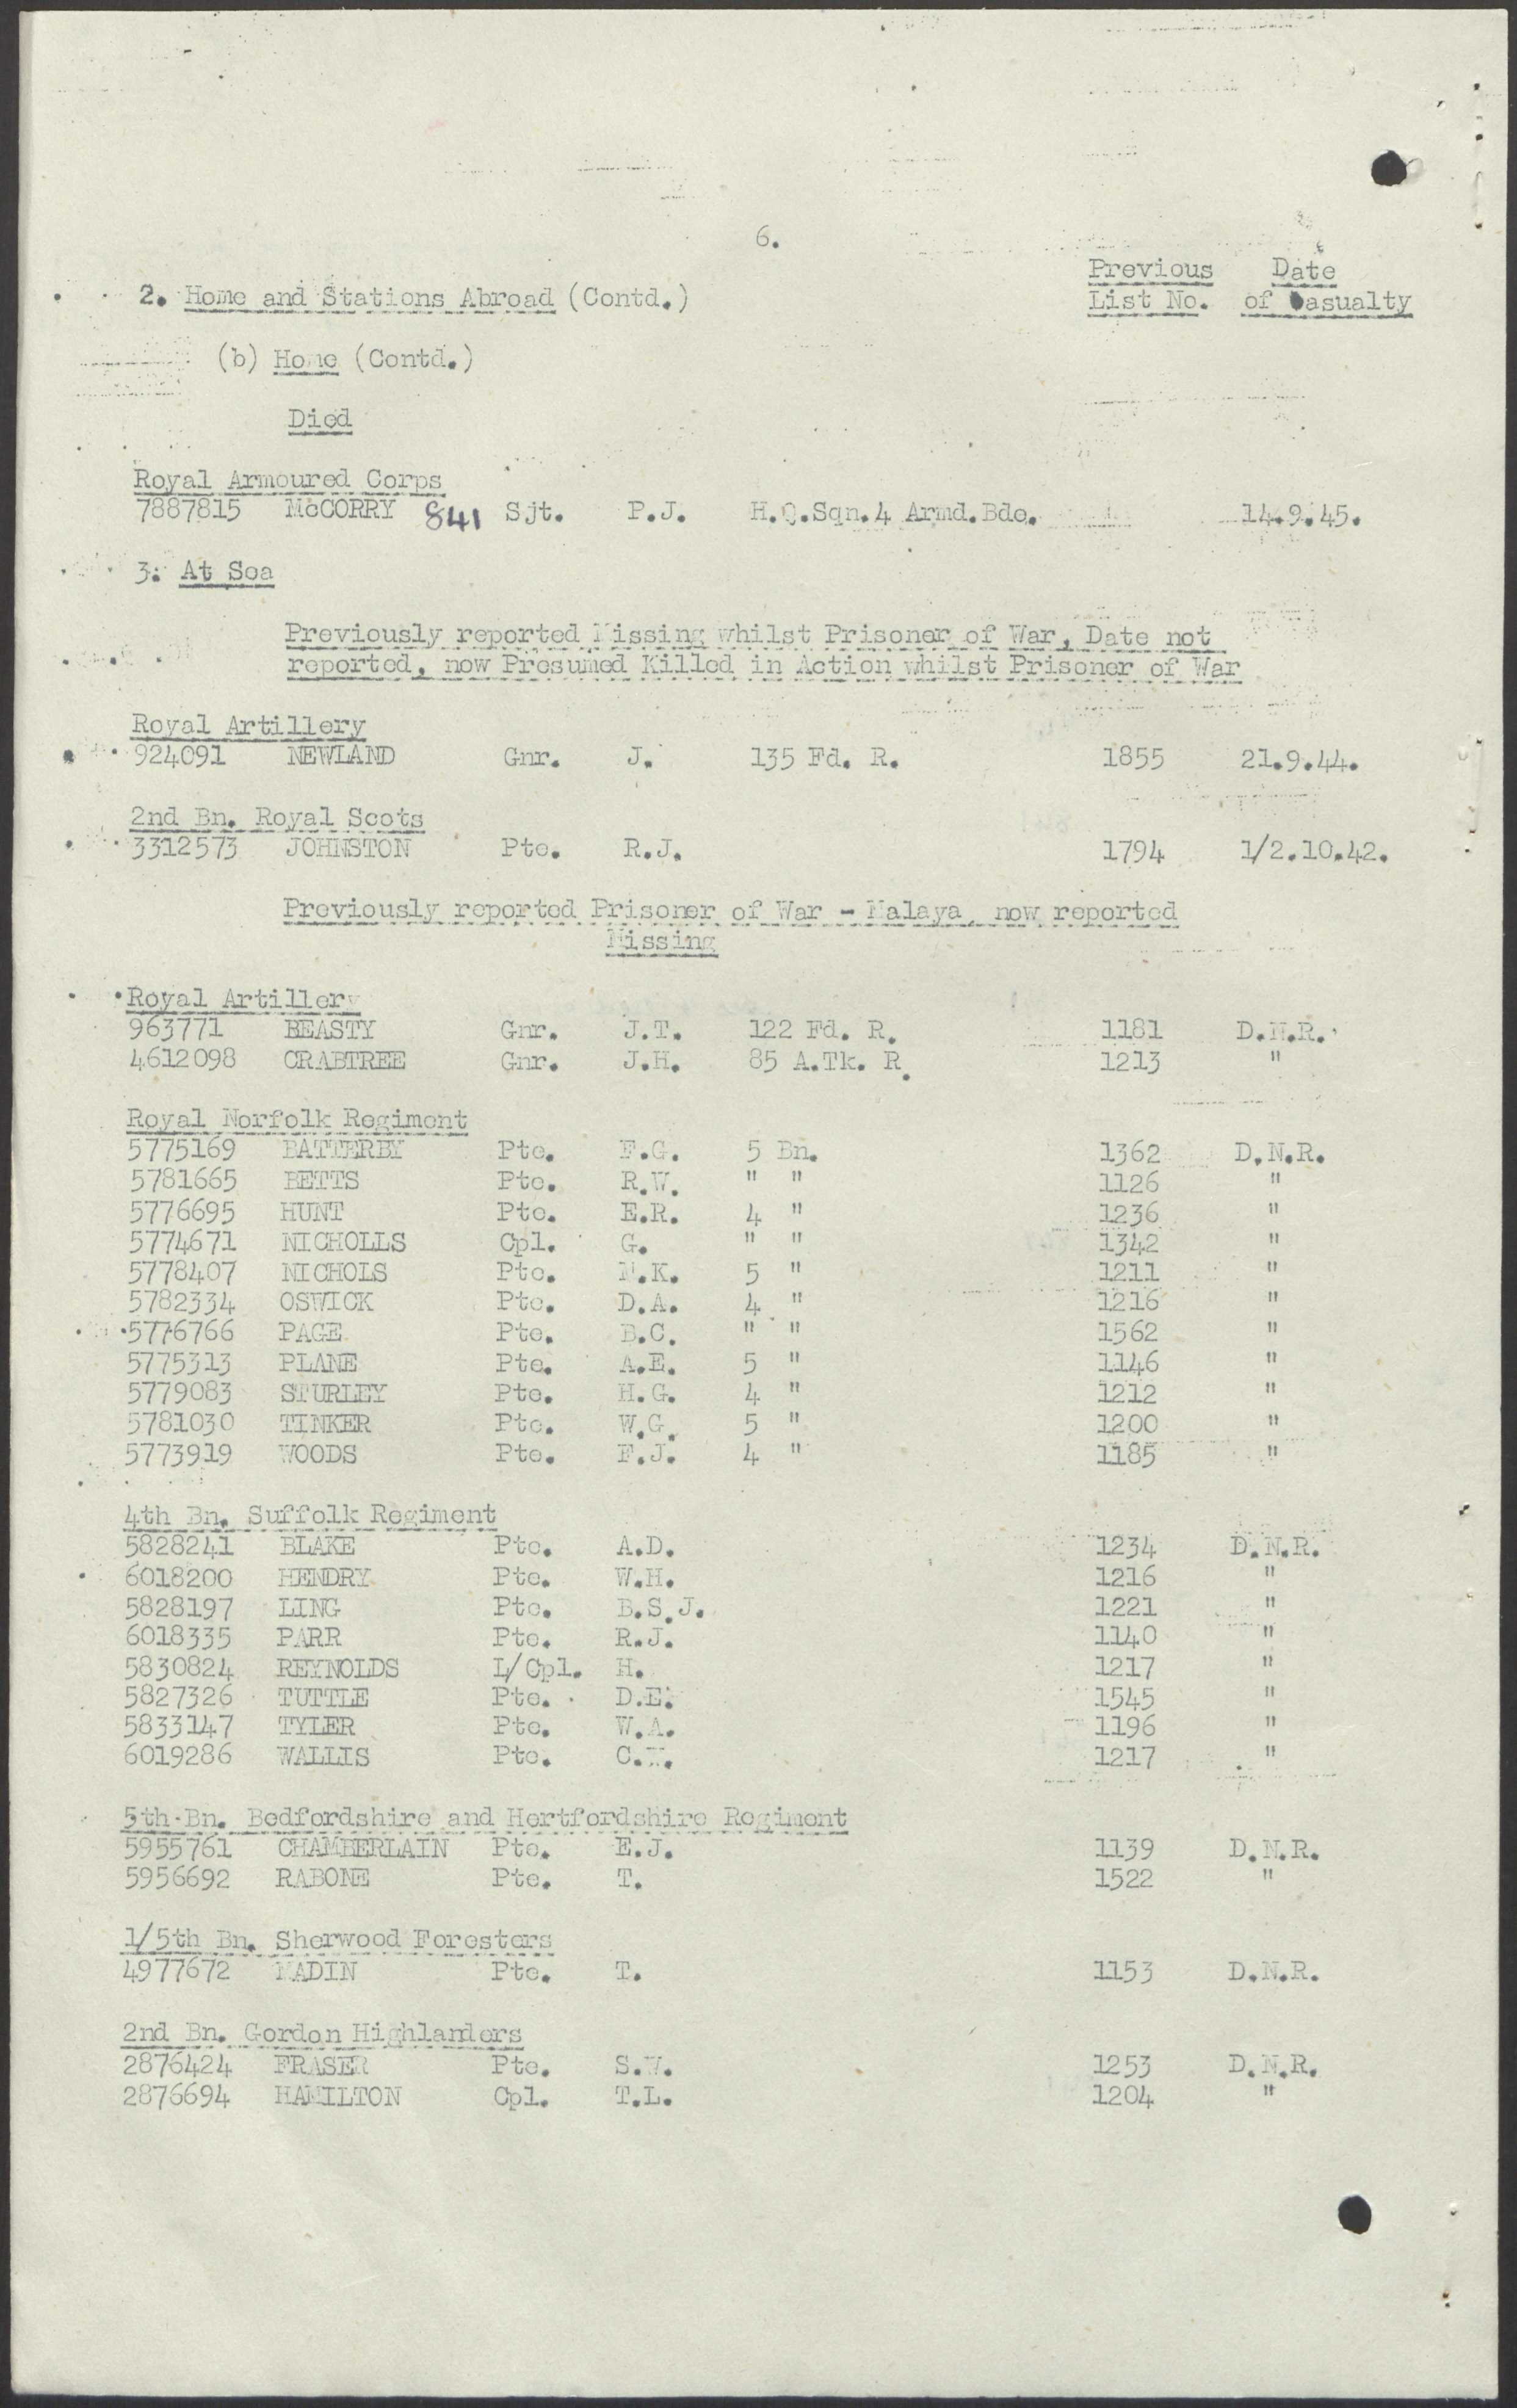 6.
Previous Date
2. Home and Stations Abroad (Contd.) List No. of Casualty
(b) Home (Contd.)
Died
Royal Armoured Corps
7887815 McCORRY 841 Sjt. P.J. H.Q.Sqn.4 Armd.Bde. 14.9.45.
3. At Sea
Previously reported Missing whilst Prisoner of War, Date not
reported, now Presumed Killed in Action whilst Prisoner of War
Royal Artillery
924091 NEWLAND Gnr. J. 135 Fd. R. 1855 21.9.44.
2nd Bn. Royal Scots
3312573 JOHNSTON Pte. R.J. 1794 1/2.10.42.
Previously reported Prisoner of War - Malaya, now reported
Missing
Royal Artillery
963771 BEASTY Gnr. J.T. 122 Fd. R. 1181 D.N.R.
4612098 CRABTREE Gnr. J.H. 85 A.Tk. R. 1213 "
Royal Norfolk Regiment
5775169 BATTERBY Pte. F.G. 5 Bn. 1362 D.N.R.
5781665 BETTS Pte. R.W. " " 1126 "
5776695 HUNT Pte. E.R. 4 " 1236 "
5774671 NICHOLLS Cpl. G. " " 1342 "
5778407 NICHOLS Pte. N.K. 5 " 1211 "
5782334 OSWICK Pte. D.A. 4 " 1216 "
5776766 PAGE Pte. B.C. " " 1562 "
5775313 PLANE Pte. A.E. 5 " 1146 "
5779083 STURLEY Pte. H.G. 4 " 1212 "
5781030 TINKER Pte. W.G. 5 " 1200 "
5773919 WOODS Pte. F.J. 4 " 1185 "
4th Bn. Suffolk Regiment
5828241 BLAKE Pte. A.D. 1234 D.N.R.
6018200 HENDRY Pte. W.H. 1216 "
5828197 LING Pte. B.S.J. 1221 "
6018335 PARR Pte. R.J. 1140 "
5830824 REYNOLDS L/Cpl. H. 1217 "
5827326 TUTTLE Pte. D.E. 1545 "
5833147 TYLER Pte. W.A. 1196 "
6019286 WALLIS Pte. 1217 "
5th Bn. Bedfordshire and Hertfordshire Regiment
5955761 CHAMBERLAIN Pte. E.J. 1139 D.N.R.
5956692 RABONE Pte. T. 1522 "
1/5th Bn. Sherwood Foresters
4977672 MADIN Pte. T. 1153 D.N.R.
2nd Bn. Gordon Highlanders
2876424 FRASER Pte. S.W. 1253 D.N.R.
2876694 HAMILTON Cpl. T.L. 1204 "